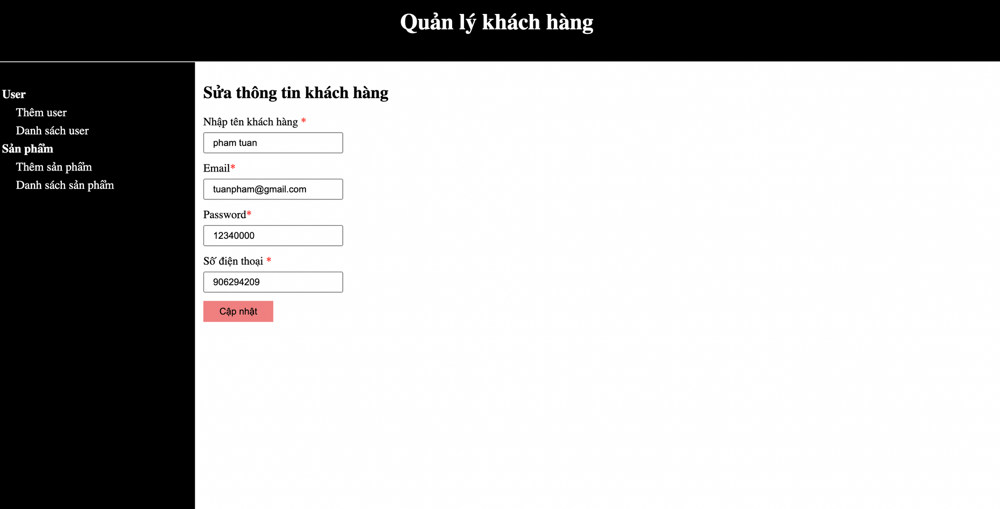 Quản lý khách hàng
User
Thêm user
Danh sách user
Sản phẩm
Thêm sản phẩm
Danh sách sản phẩm
Sửa thông tin khách hàng
Nhập tên khách hàng *
pham tuan
Email*
tuanpham@gmail.com
Password*
12340000
Số điện thoại *
906294209
Cập nhật